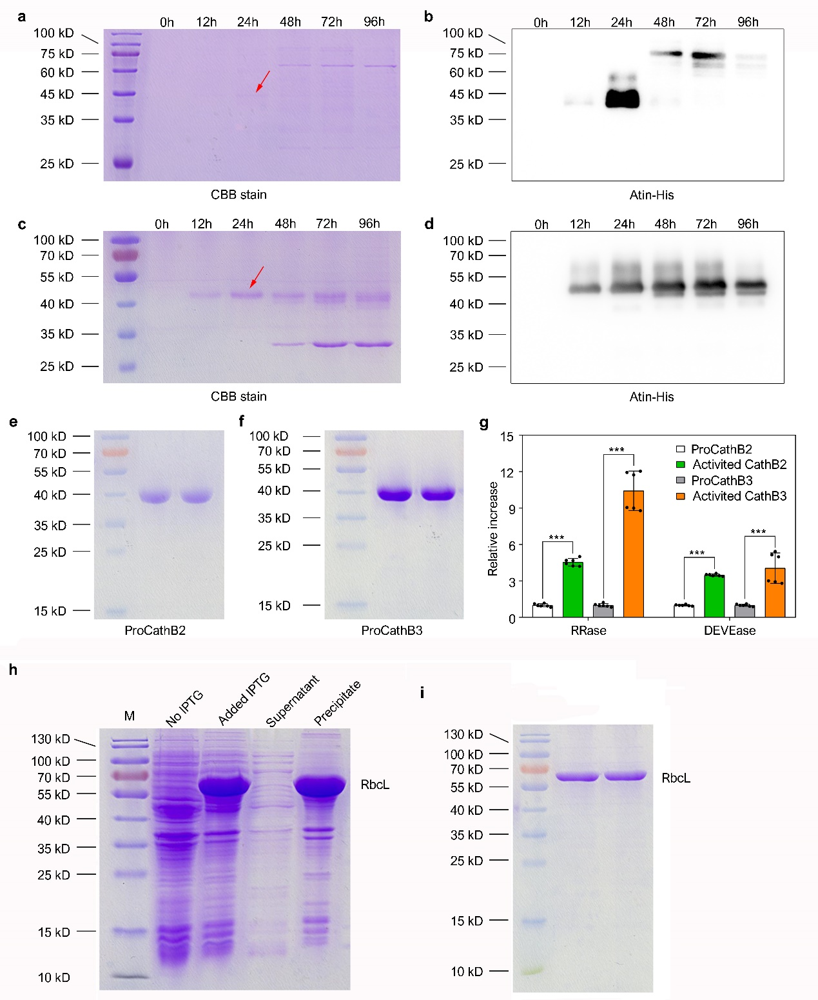 a
0h 12h 24h 48h 72h 96h
100 kD
75 kD
60 kD
45 kD
35 kD
25 kD
CBB stain
b
0h 12h 24h 48h 72h 96h
100 kD
75 kD
60 kD
45 kD
35 kD
25 kD
Atin-His
c
0h 12h 24h 48h 72h 96h
100 kD
70 kD
55 kD
40 kD
35 kD
25 kD
CBB stain
d
0h 12h 24h 48h 72h 96h
100 kD
70 kD
55 kD
40 kD
35 kD
25 kD
Atin-His
e
100 kD
70 kD
55 kD
40 kD
35 kD
25 kD
15 kD
ProCathB2
f
100 kD
70 kD
55 kD
40 kD
35 kD
25 kD
15 kD
ProCathB3
g
Relative increase
15
12
9
6
3
0
ProCathB2
Activited CathB2
ProCathB3
Activited CathB3
***
***
***
***
RRase
DEVEase
h
M
No IPTG
Added IPTG
Supernatant
Precipitate
130 kD
100 kD
70 kD
55 kD
40 kD
35 kD
25 kD
15 kD
10 kD
RbcL
i
130 kD
100 kD
70 kD
55 kD
40 kD
35 kD
25 kD
15 kD
10 kD
RbcL